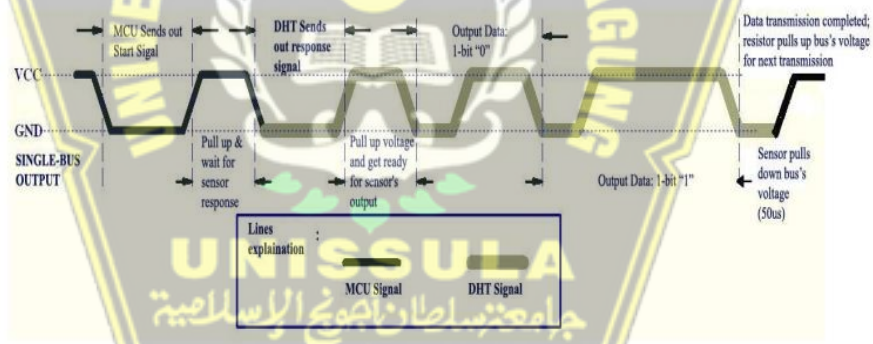 MCU Sends out
Start Sigal
DHT Sends
out response
signal
Output Data:
1-bit "0"
Data transmission completed;
resistor pulls up bus's voltage
for next transmission
VCC
GND
SINGLE-BUS
OUTPUT
Pull up &
wait for
sensor
response
Pull up voltage
and get ready
for sensor's
output
Output Data: 1-bit "1"
Sensor pulls
down bus's
voltage
(50us)
Lines
explaination :
MCU Signal
DHT Signal
UNISSULA
جامعتسلطان أجونج الإسلامية